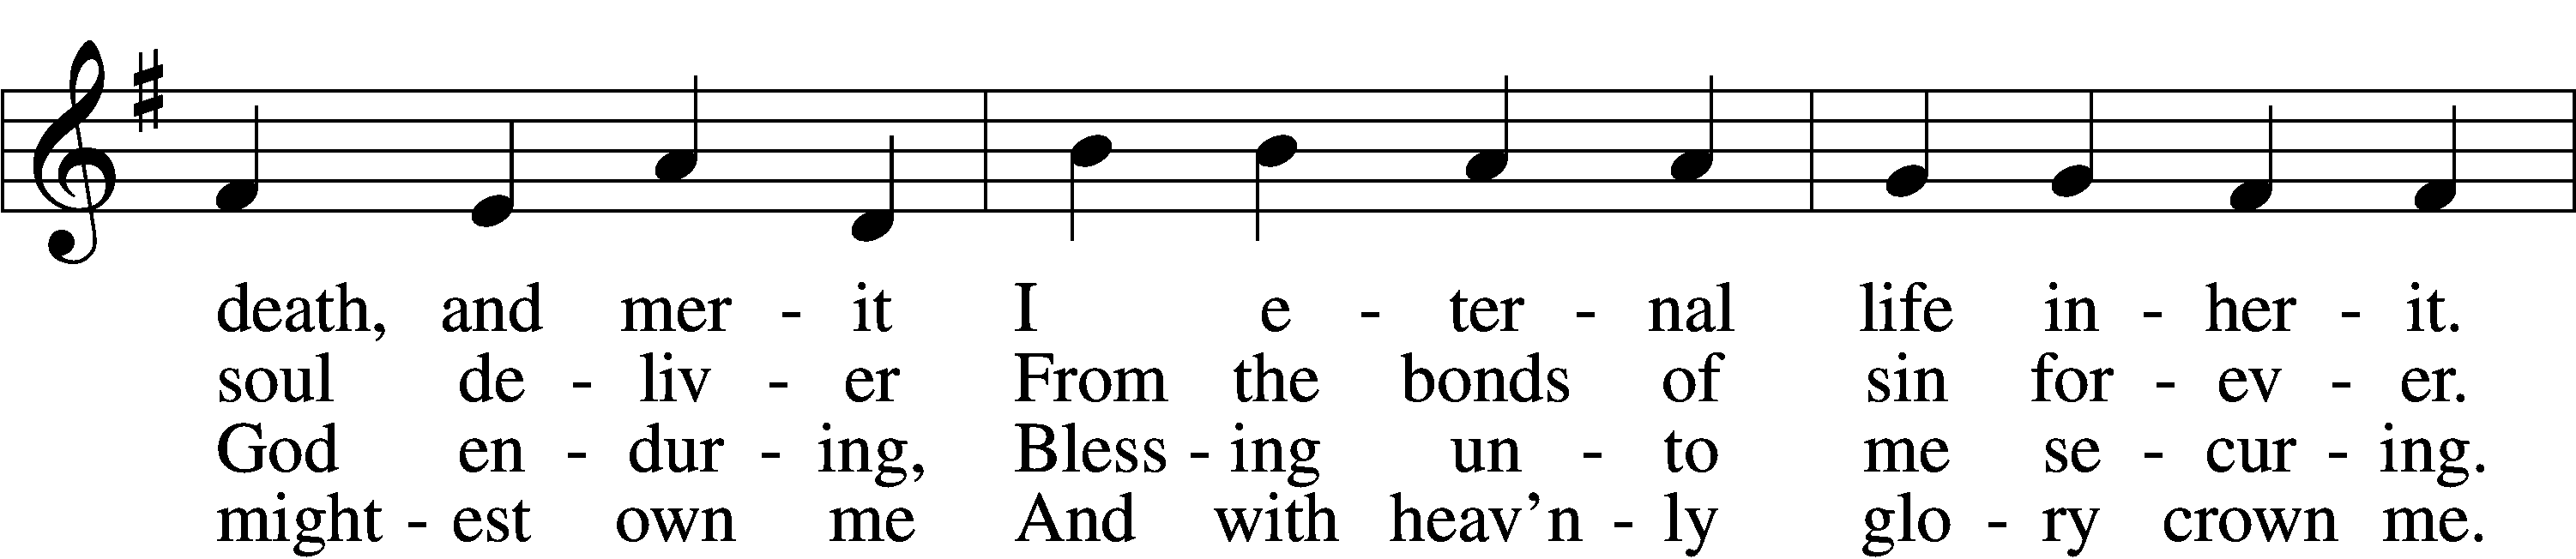 death, and mer - it I e - ter - nal life in - her - it.
soul de - liv - er From the bonds of sin for - ev - er.
God en - dur - ing, Bless - ing un - to me se - cur - ing.
might - est own me And with heav'n - ly glo - ry crown me.